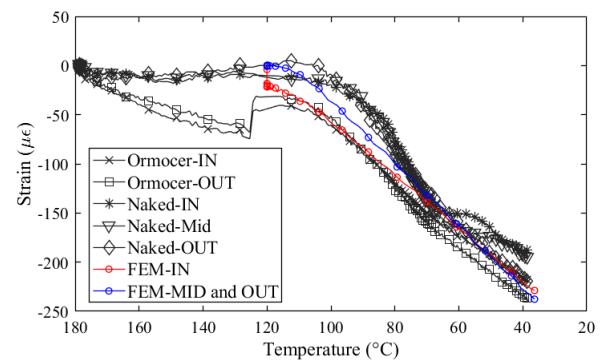 50
0
-50
-100
-150
-200
-250
Strain (με)
Ormocer-IN
Ormocer-OUT
Naked-IN
Naked-Mid
Naked-OUT
FEM-IN
FEM-MID and OUT
180 160 140 120 100 80 60 40 20
Temperature (°C)